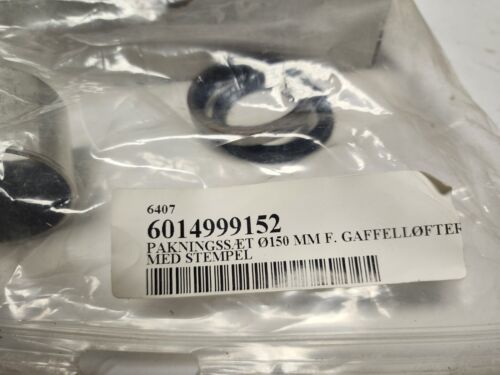 6407
6014999152
PAKNINGSSÆT Ø150 MM F. GAFFELLØFTER
MED STEMPEL